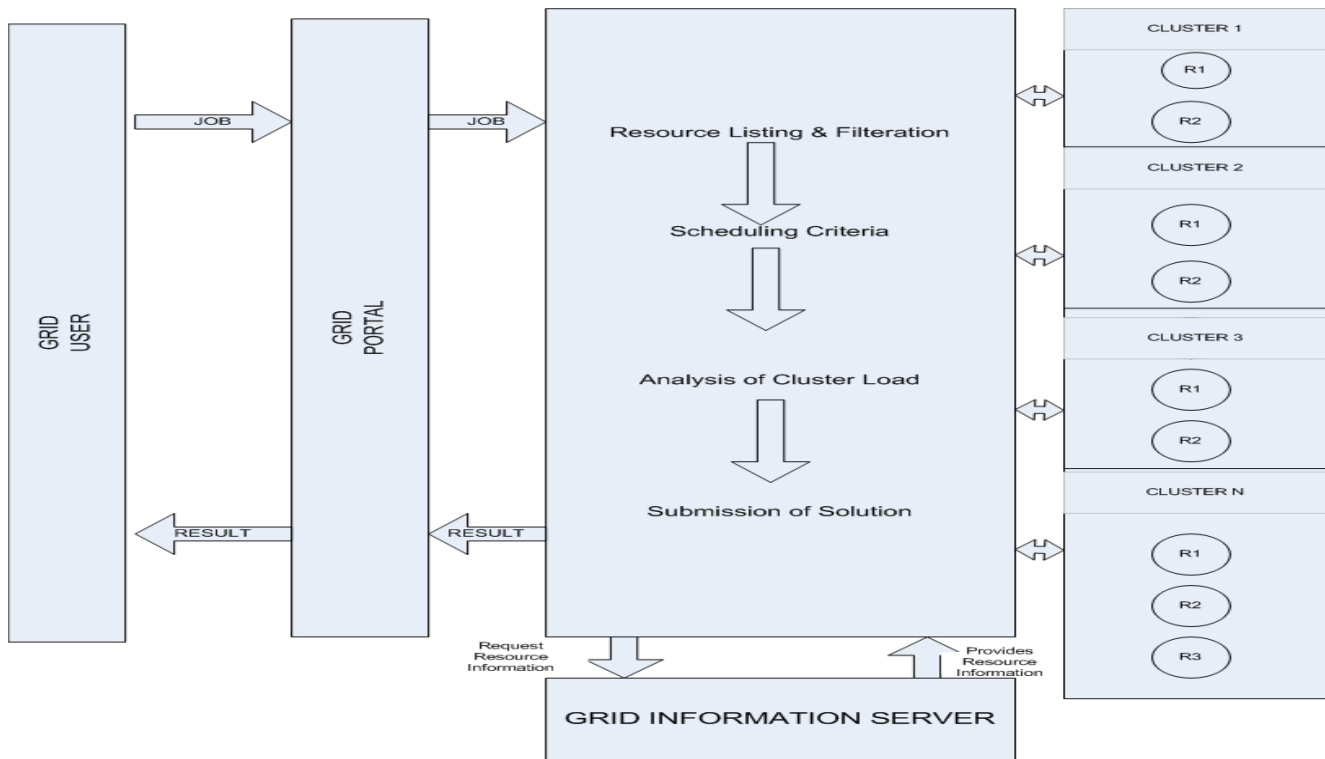 GRID
USER
JOB
RESULT
GRID
PORTAL
JOB
RESULT
Resource Listing & Filteration
Scheduling Criteria
Analysis of Cluster Load
Submission of Solution
Request
Resource
Information
Provides
Resource
Information
GRID INFORMATION SERVER
CLUSTER 1
R1
R2
CLUSTER 2
R1
R2
CLUSTER 3
R1
R2
CLUSTER N
R1
R2
R3